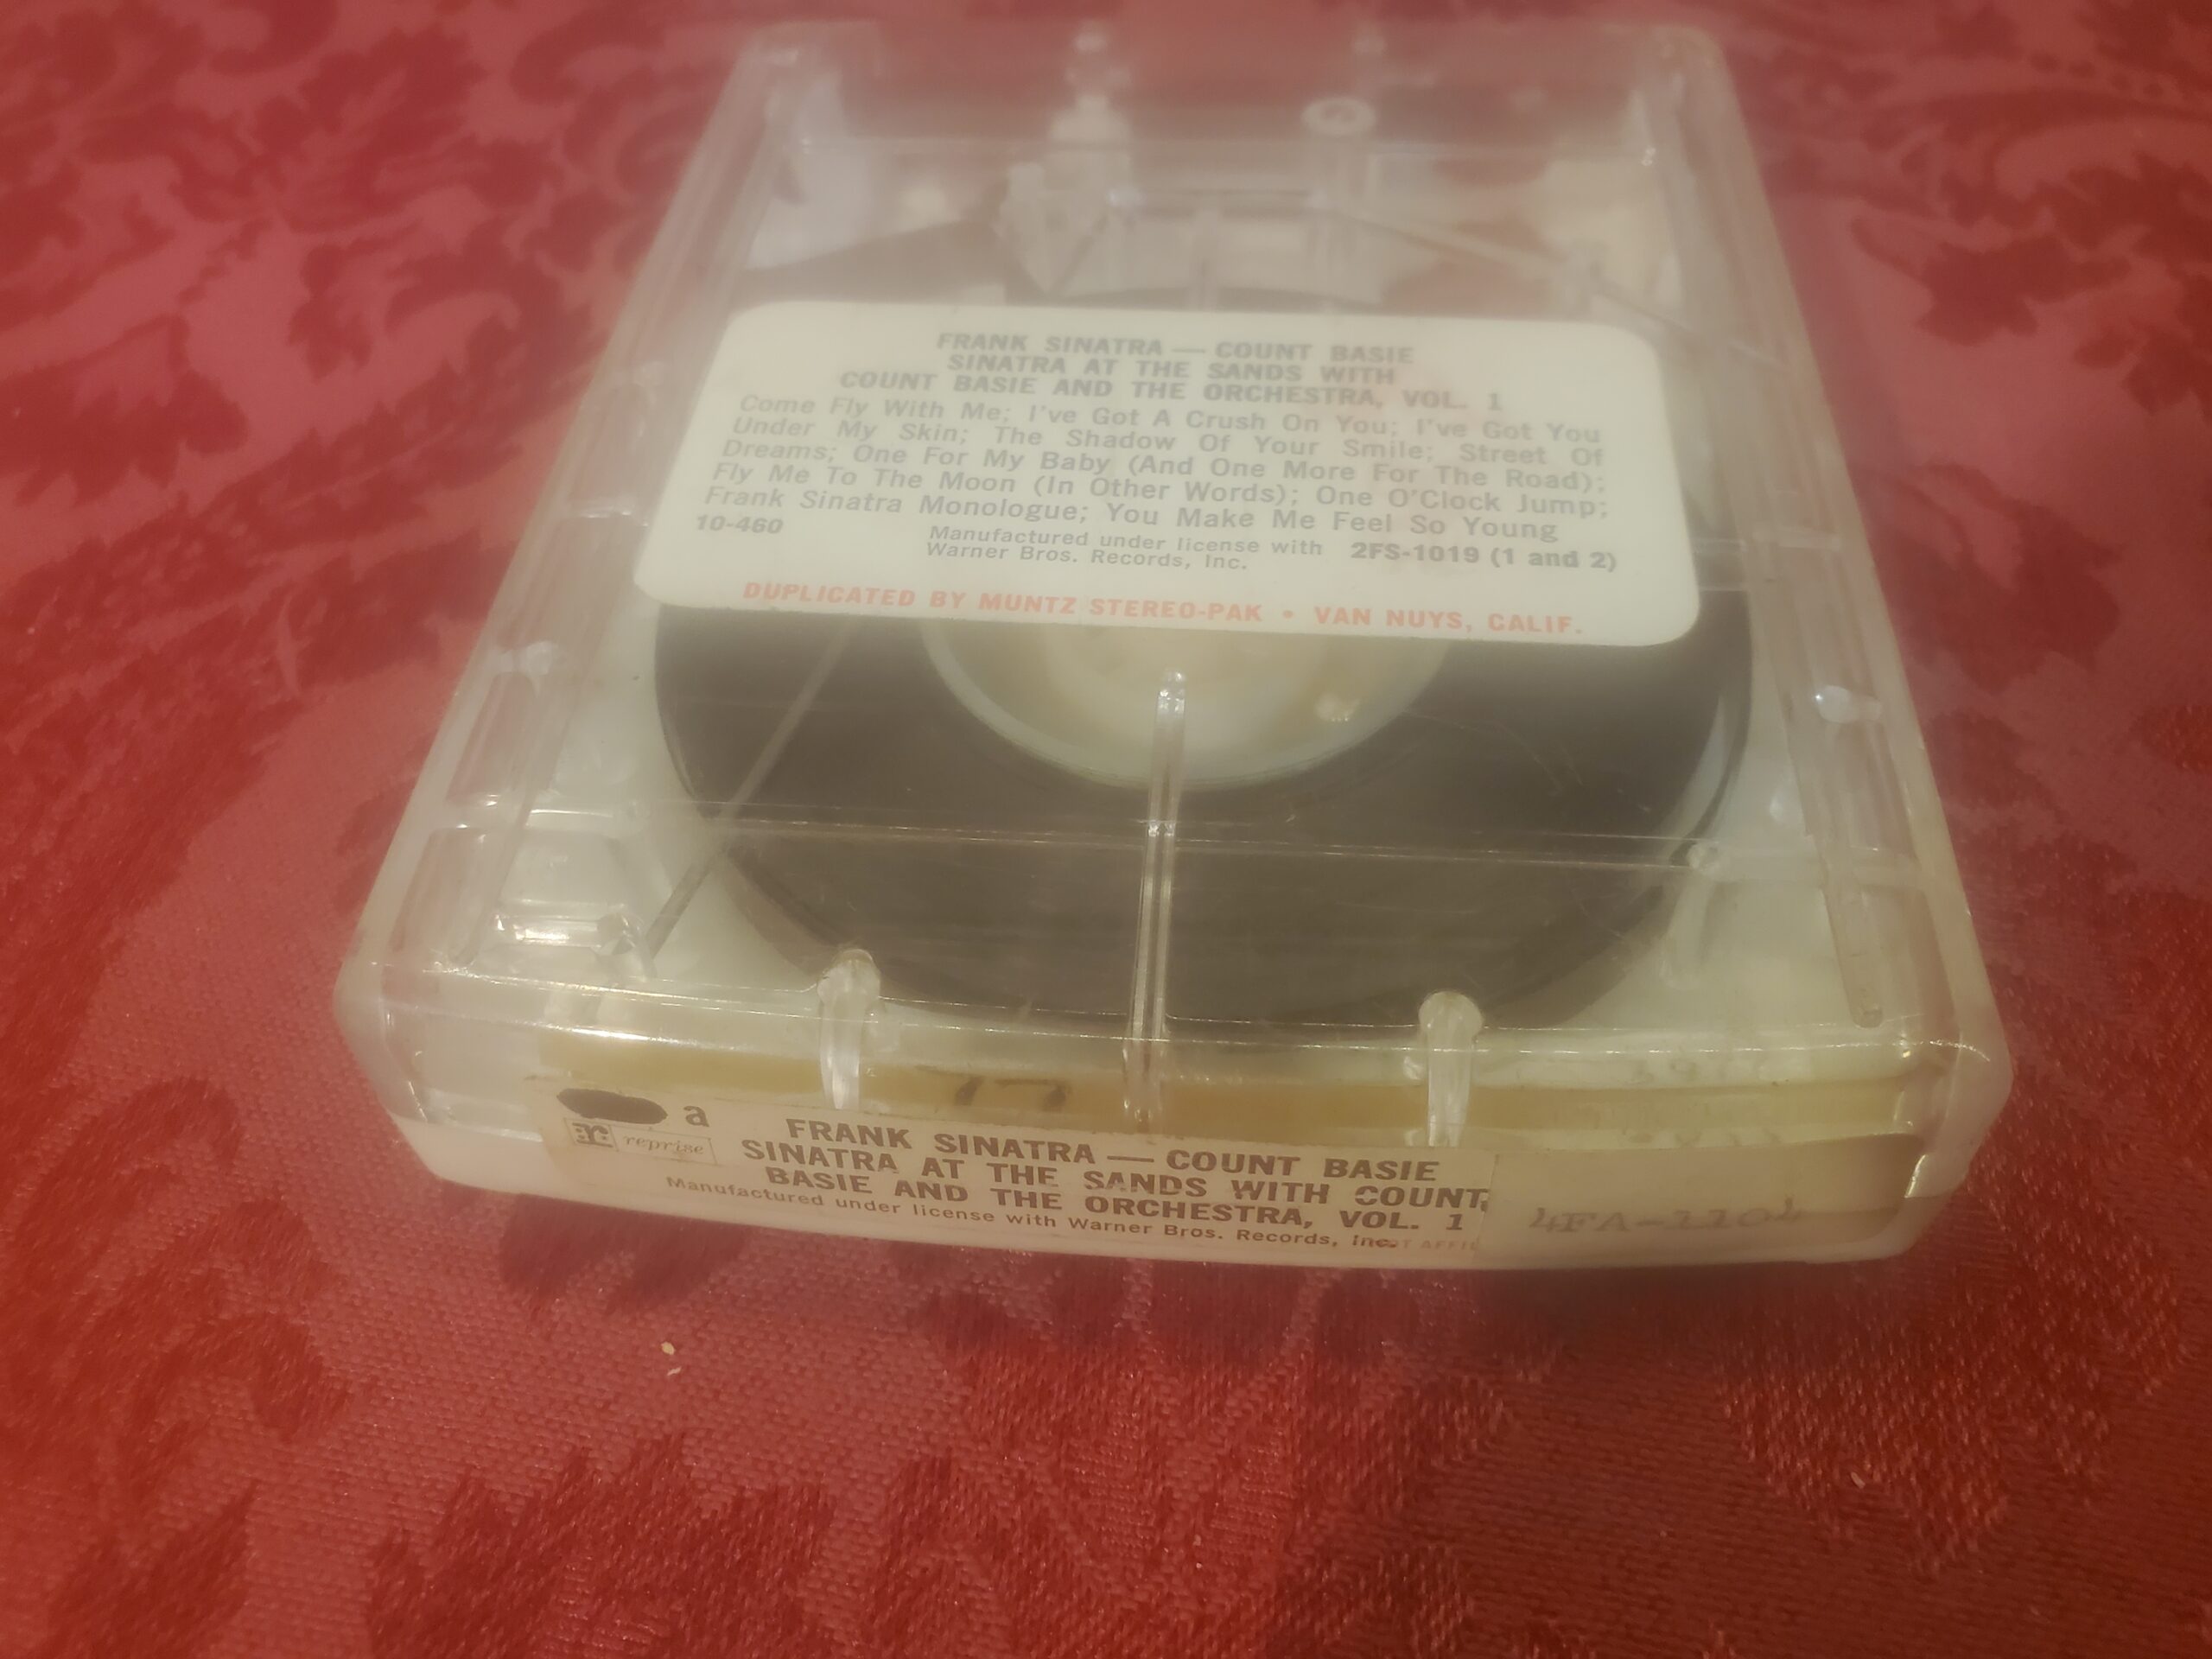 FRANK SINATRA — COUNT BASIE
SINATRA AT THE SANDS WITH
COUNT BASIE AND THE ORCHESTRA, VOL. 1
Come Fly With Me; I've Got A Crush On You; I've Got You
Under My Skin; The Shadow Of Your Smile; Street Of
Dreams; One For My Baby (And One More For The Road);
Fly Me To The Moon (In Other Words); One O'Clock Jump;
Frank Sinatra Monologue; You Make Me Feel So Young
10-460 Manufactured under license with 2FS-1019 (1 and 2)
Warner Bros. Records, Inc.
DUPLICATED BY MUNTZ STEREO-PAK • VAN NUYS, CALIF.
a
reprise
FRANK SINATRA — COUNT BASIE
SINATRA AT THE SANDS WITH COUNT
BASIE AND THE ORCHESTRA, VOL. 1
Manufactured under license with Warner Bros. Records, Inc.